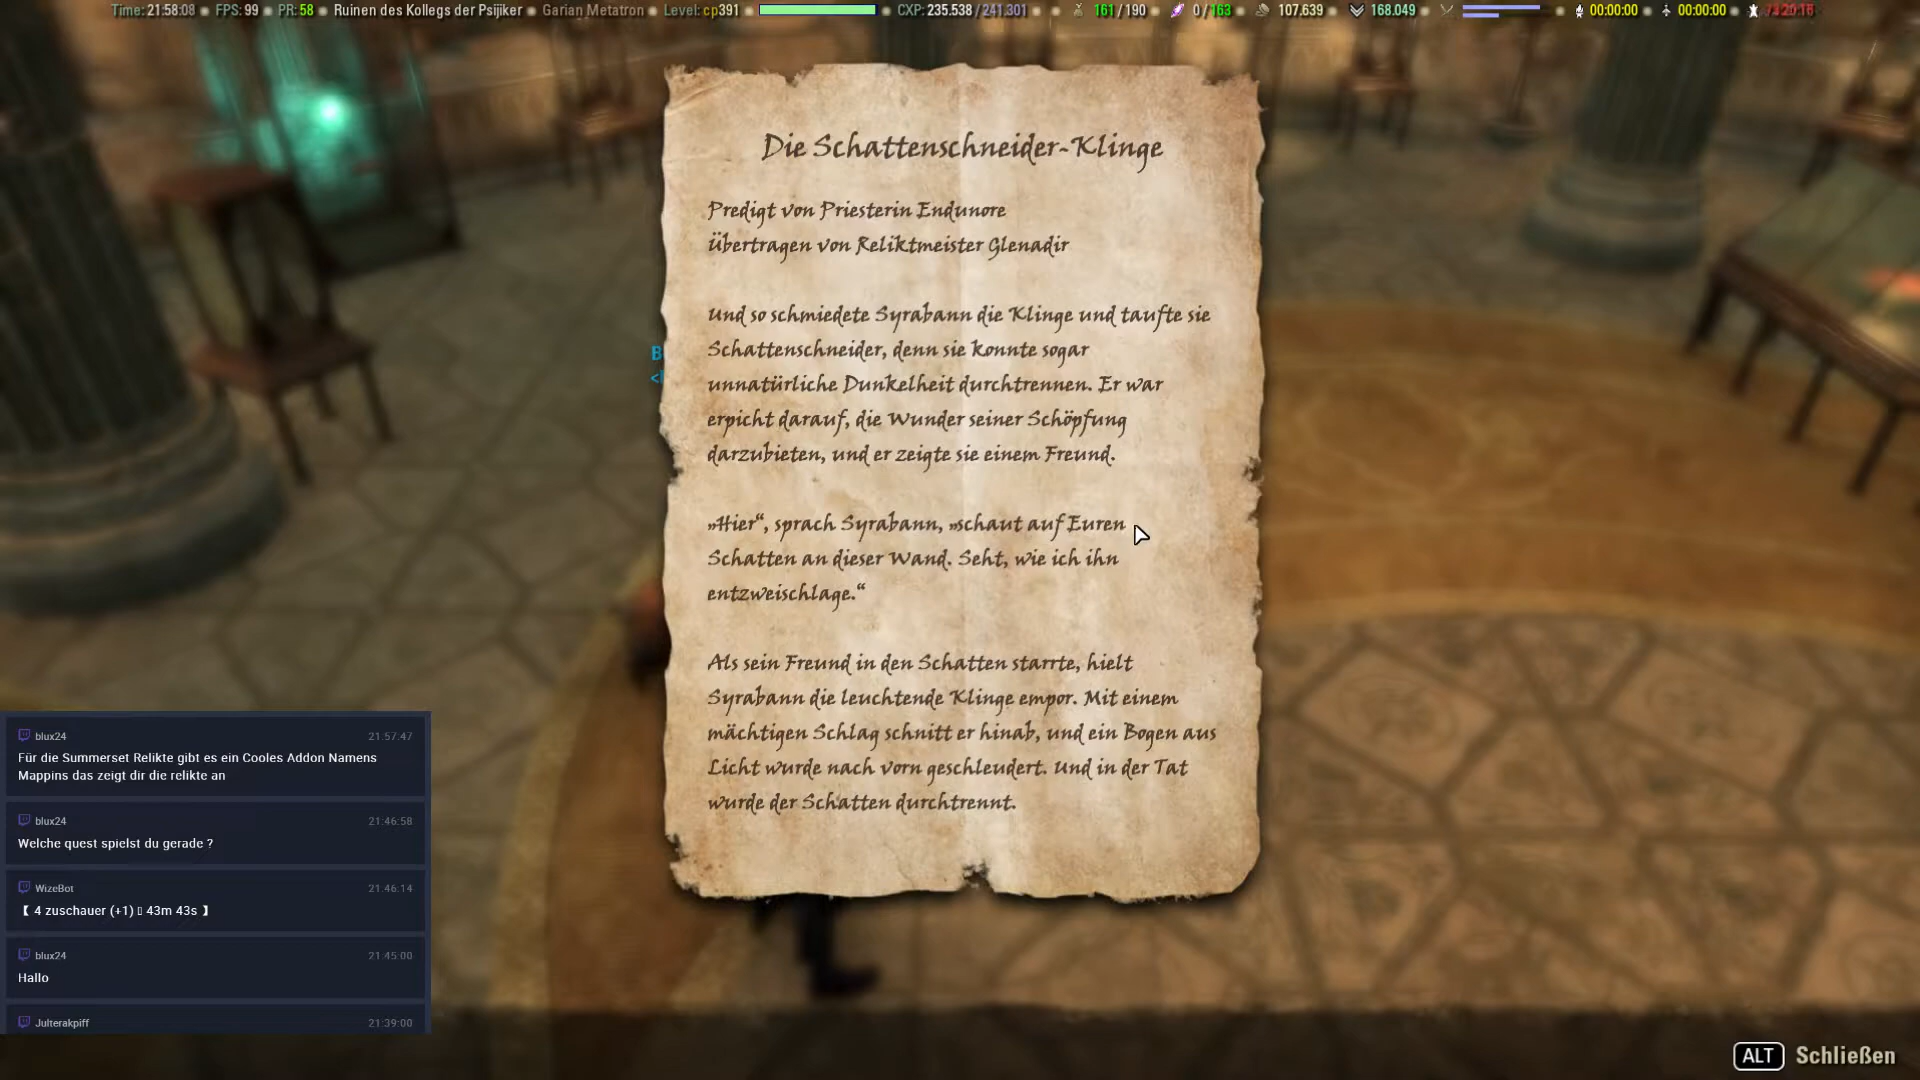 Time: 21:58:08 FPS: 99 PR: 58 Ruinen des Kollegs der Psijiker Garian Metatron Level: cp391 CXP: 235.538 / 241.301 161 / 190 0 / 163 107.639 168.049 00:00:00 00:00:00
Die Schattenschneider-Klinge
Predigt von Priesterin Endunore
Übertragen von Reliktmeister Glenadir
Und so schmiedete Syrabann die Klinge und taufte sie
Schattenschneider, denn sie konnte sogar
unnatürliche Dunkelheit durchtrennen. Er war
erpicht darauf, die Wunder seiner Schöpfung
darzubieten, und er zeigte sie einem Freund.
„Hier“, sprach Syrabann, „schaut auf Euren
Schatten an dieser Wand. Seht, wie ich ihn
entzweischlage.“
Als sein Freund in den Schatten starrte, hielt
Syrabann die leuchtende Klinge empor. Mit einem
mächtigen Schlag schnitt er hinab, und ein Bogen aus
Licht wurde nach vorn geschleudert. Und in der Tat
wurde der Schatten durchtrennt.
blux24 21:57:47
Für die Summerset Relikte gibt es ein Cooles Addon Namens
Mappins das zeigt dir die relikte an
blux24 21:46:58
Welche quest spielst du gerade ?
WizeBot 21:46:14
【 4 zuschauer (+1) ▯ 43m 43s 】
blux24 21:45:00
Hallo
Julterakpiff 21:39:00
ALT Schließen